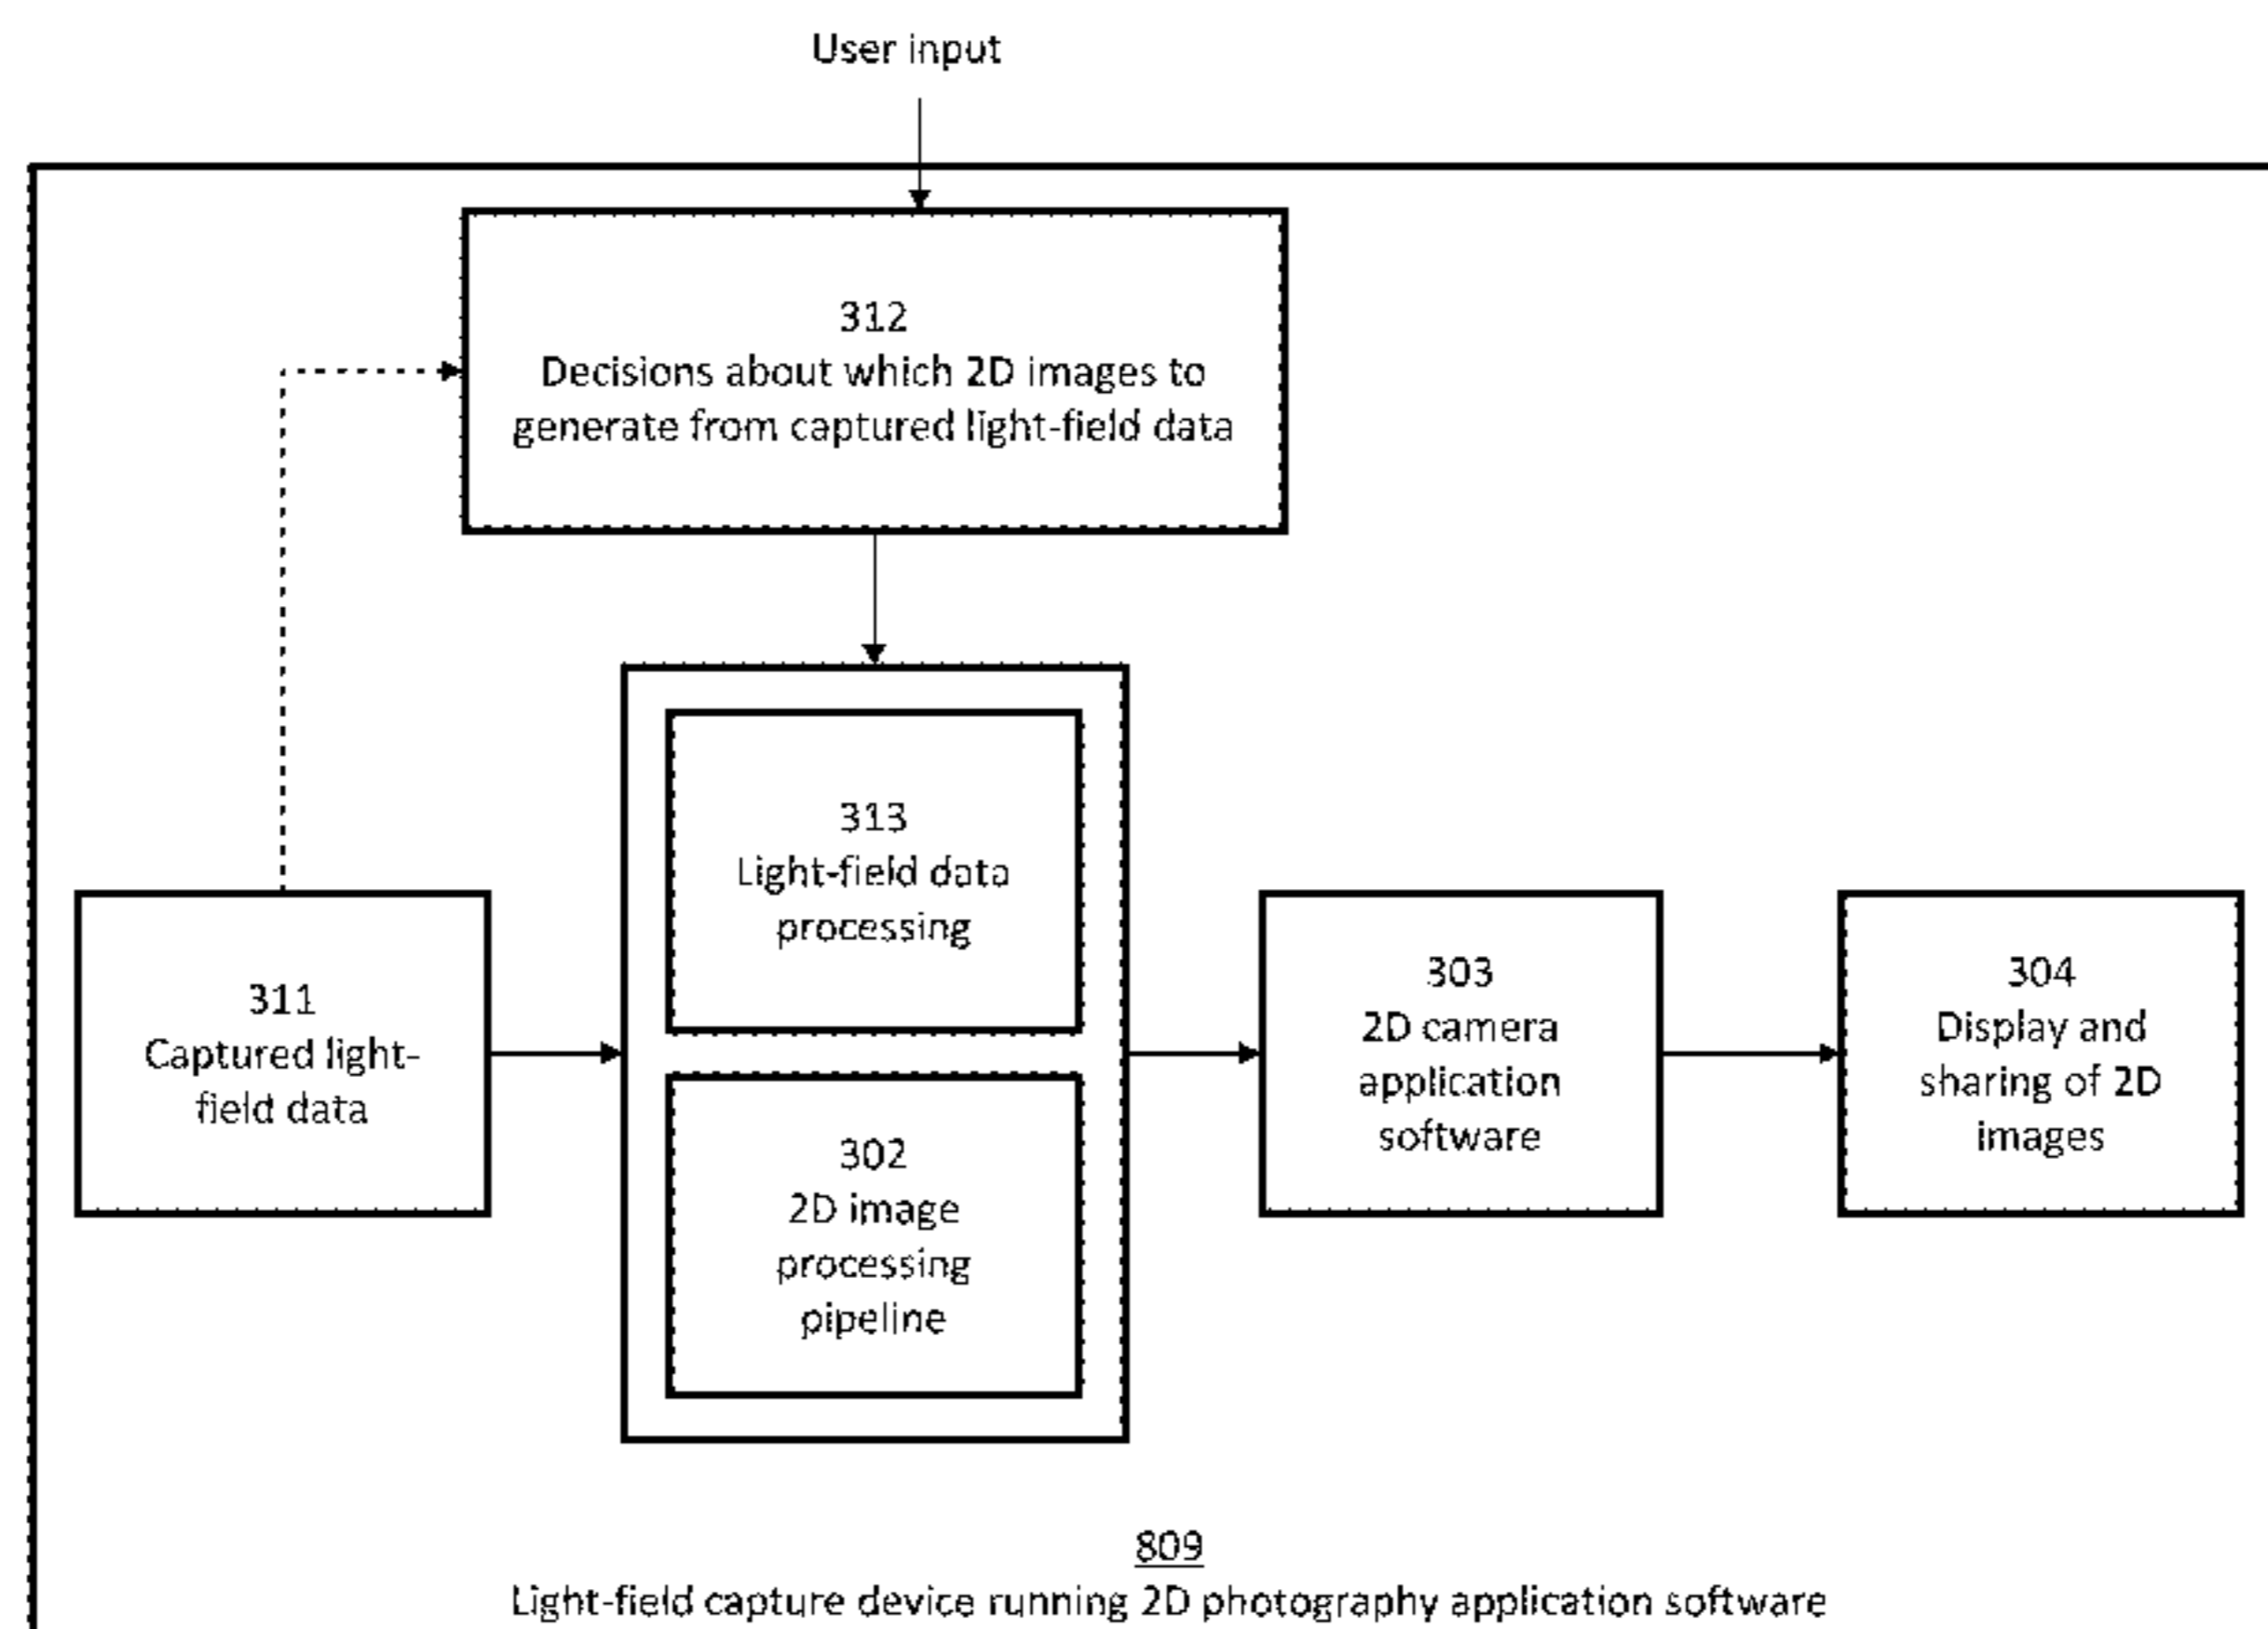 User input
312
Decisions about which 2D images to
generate from captured light-field data
313
Light-field data
processing
311
Captured light-
field data
302
2D image
processing
pipeline
303
2D camera
application
software
304
Display and
sharing of 2D
images
809
Light-field capture device running 2D photography application software